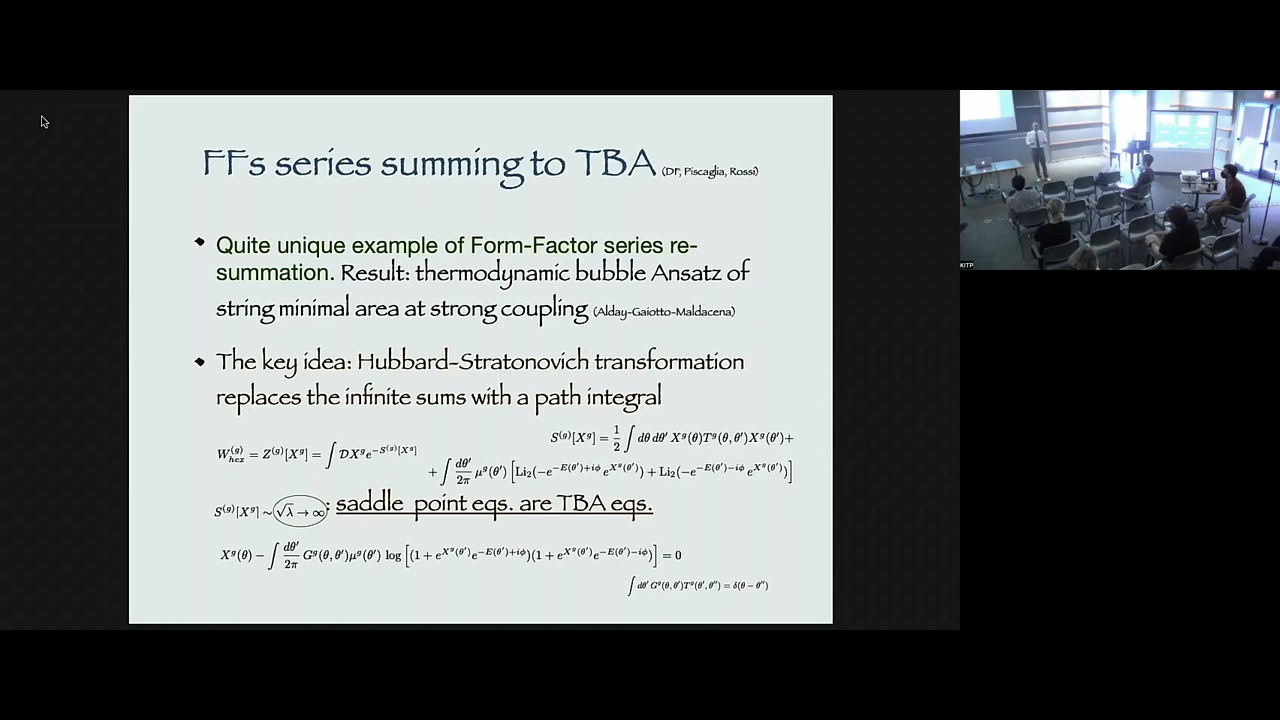 FFs series summing to TBA (DF, Piscaglia, Rossi)
Quite unique example of Form-Factor series re-
summation. Result: thermodynamic bubble Ansatz of
string minimal area at strong coupling (Alday-Gaiotto-Maldacena)
The key idea: Hubbard-Stratonovich transformation
replaces the infinite sums with a path integral
$W_{hex}^{(g)} = Z^{(g)}[X^g] = \int \mathcal{D}X^g e^{-S^{(g)}[X^g]}$
$S^{(g)}[X^g] = \frac{1}{2} \int d\theta\, d\theta'\, X^g(\theta) T^g(\theta, \theta') X^g(\theta') +$
$+ \int \frac{d\theta'}{2\pi} \mu^g(\theta') \left[ \mathrm{Li}_2(-e^{-E(\theta')+i\phi}\, e^{X^g(\theta')}) + \mathrm{Li}_2(-e^{-E(\theta')-i\phi}\, e^{X^g(\theta')}) \right]$
$S^{(g)}[X^g] \sim \sqrt{\lambda} \to \infty$ : saddle point eqs. are TBA eqs.
$X^g(\theta) - \int \frac{d\theta'}{2\pi} G^g(\theta, \theta') \mu^g(\theta') \log \left[ (1 + e^{X^g(\theta')} e^{-E(\theta')+i\phi})(1 + e^{X^g(\theta')} e^{-E(\theta')-i\phi}) \right] = 0$
$\int d\theta'\, G^g(\theta, \theta') T^g(\theta', \theta'') = \delta(\theta - \theta'')$
KITP